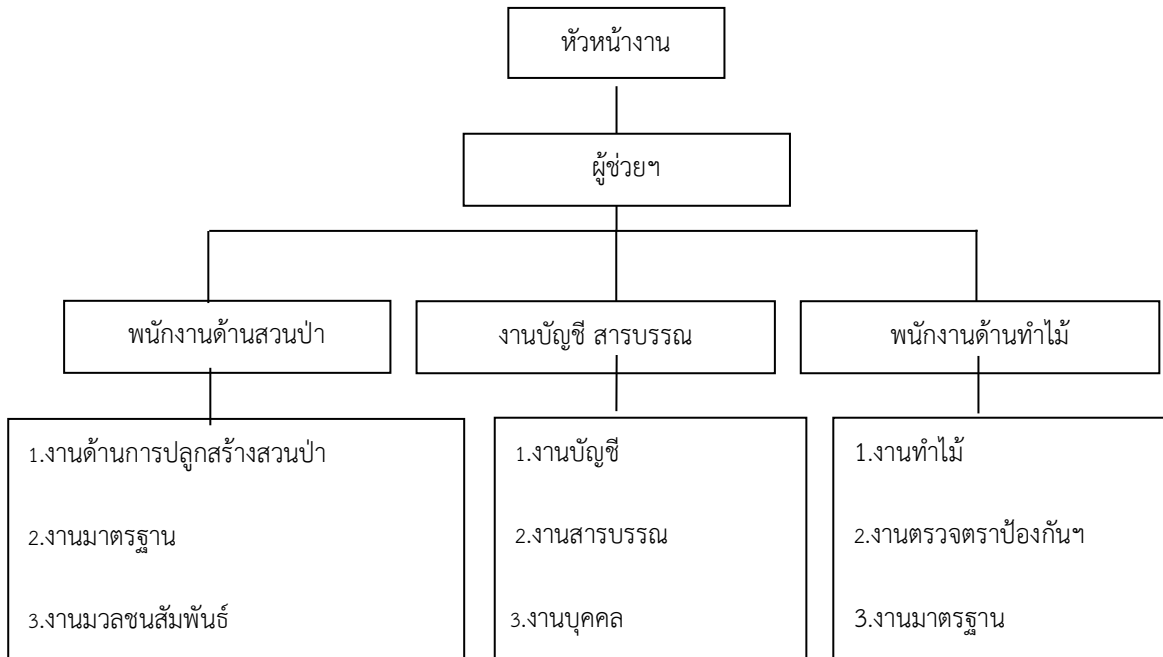 หัวหน้างาน
ผู้ช่วยฯ
พนักงานด้านสวนป่า
งานบัญชี สารบรรณ
พนักงานด้านทำไม้
1.งานด้านการปลูกสร้างสวนป่า
2.งานมาตรฐาน
3.งานมวลชนสัมพันธ์
1.งานบัญชี
2.งานสารบรรณ
3.งานบุคคล
1.งานทำไม้
2.งานตรวจตราป้องกันฯ
3.งานมาตรฐาน